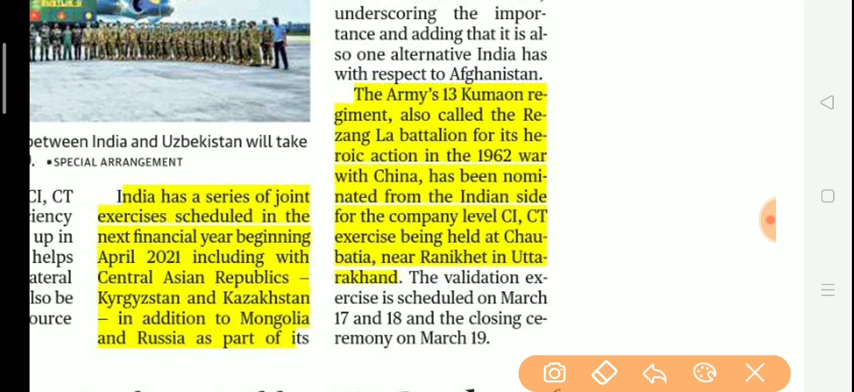 between India and Uzbekistan will take
. • SPECIAL ARRANGEMENT
CI, CT
iency
up in
helps
ateral
lso be
ource
India has a series of joint
exercises scheduled in the
next financial year beginning
April 2021 including with
Central Asian Republics –
Kyrgyzstan and Kazakhstan
– in addition to Mongolia
and Russia as part of its
underscoring the impor-
tance and adding that it is al-
so one alternative India has
with respect to Afghanistan.
The Army's 13 Kumaon re-
giment, also called the Re-
zang La battalion for its he-
roic action in the 1962 war
with China, has been nomi-
nated from the Indian side
for the company level CI, CT
exercise being held at Chau-
batia, near Ranikhet in Utta-
rakhand. The validation ex-
ercise is scheduled on March
17 and 18 and the closing ce-
remony on March 19.